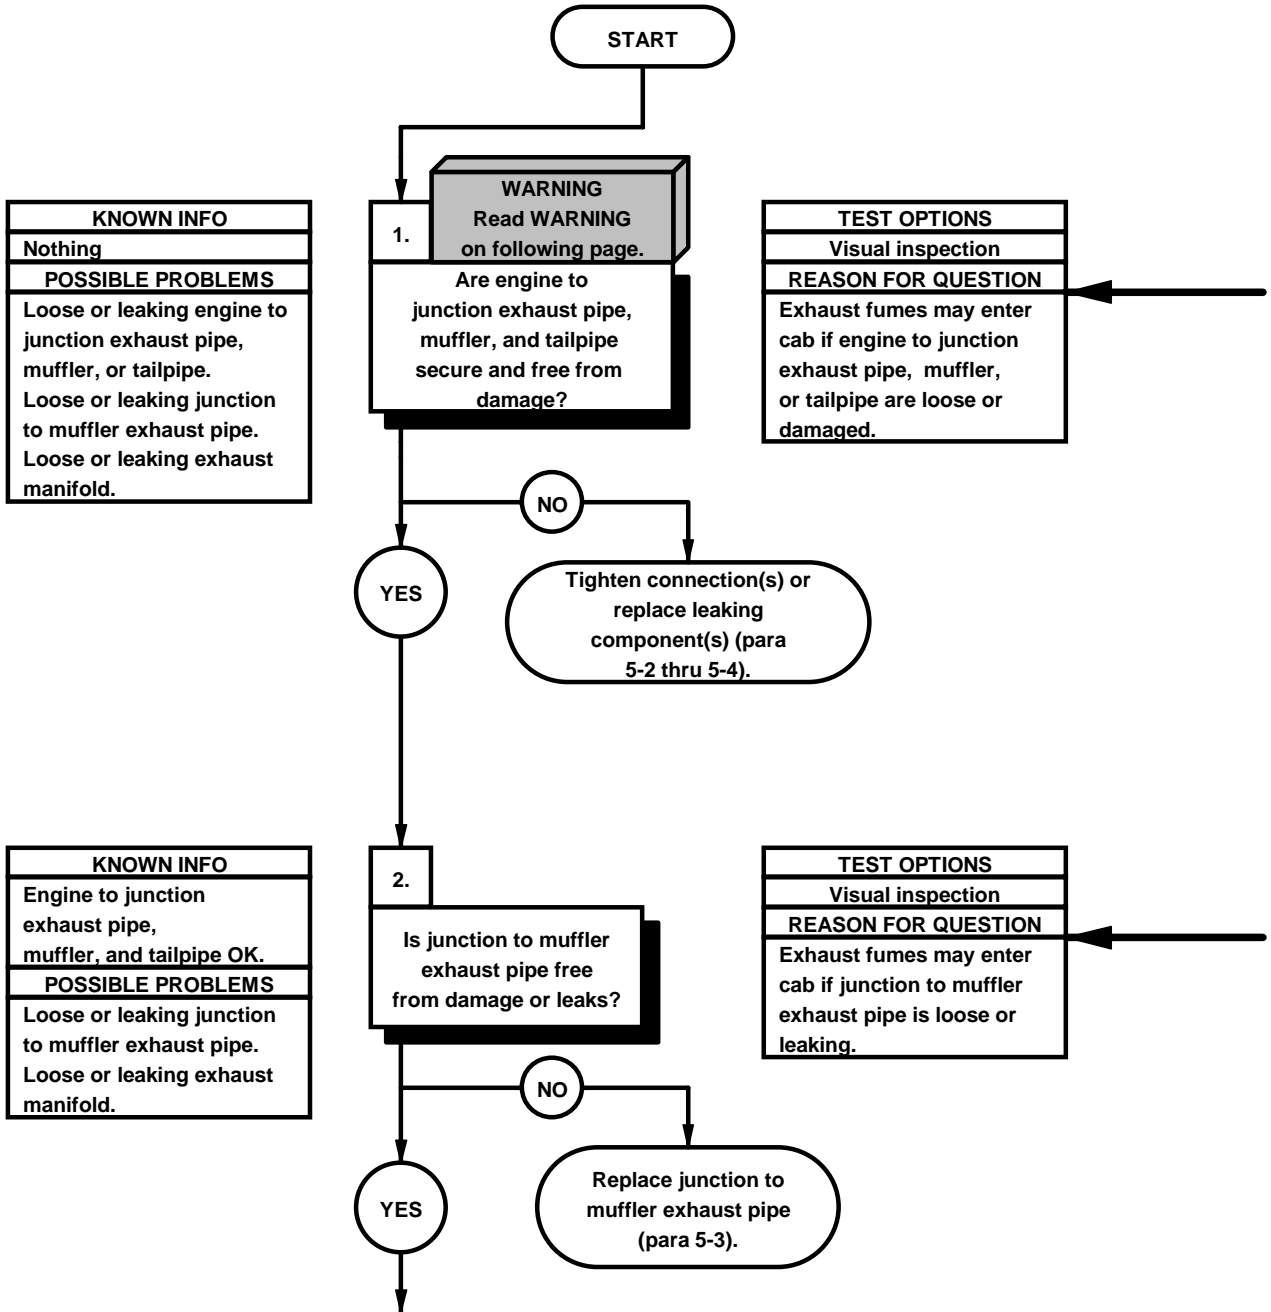 START
KNOWN INFO
Nothing
POSSIBLE PROBLEMS
Loose or leaking engine to
junction exhaust pipe,
muffler, or tailpipe.
Loose or leaking junction
to muffler exhaust pipe.
Loose or leaking exhaust
manifold.
1.
WARNING
Read WARNING
on following page.
Are engine to
junction exhaust pipe,
muffler, and tailpipe
secure and free from
damage?
TEST OPTIONS
Visual inspection
REASON FOR QUESTION
Exhaust fumes may enter
cab if engine to junction
exhaust pipe, muffler,
or tailpipe are loose or
damaged.
NO
YES
Tighten connection(s) or
replace leaking
component(s) (para
5-2 thru 5-4).
KNOWN INFO
Engine to junction
exhaust pipe,
muffler, and tailpipe OK.
POSSIBLE PROBLEMS
Loose or leaking junction
to muffler exhaust pipe.
Loose or leaking exhaust
manifold.
2.
Is junction to muffler
exhaust pipe free
from damage or leaks?
TEST OPTIONS
Visual inspection
REASON FOR QUESTION
Exhaust fumes may enter
cab if junction to muffler
exhaust pipe is loose or
leaking.
NO
YES
Replace junction to
muffler exhaust pipe
(para 5-3).